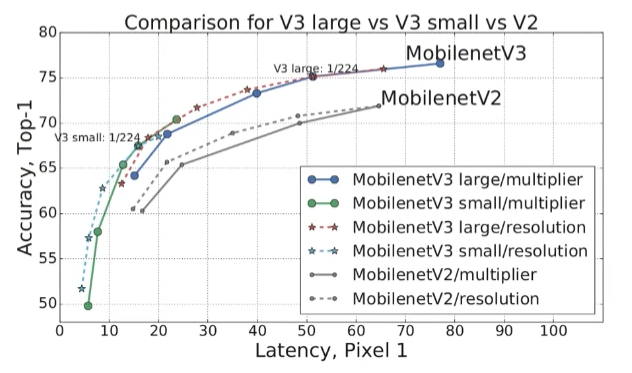 Comparison for V3 large vs V3 small vs V2
Accuracy, Top-1
80
75
70
65
60
55
50
MobilenetV3
V3 large: 1/224
MobilenetV2
V3 small: 1/224
MobilenetV3 large/multiplier
MobilenetV3 small/multiplier
MobilenetV3 large/resolution
MobilenetV3 small/resolution
MobilenetV2/multiplier
MobilenetV2/resolution
0 10 20 30 40 50 60 70 80 90 100
Latency, Pixel 1